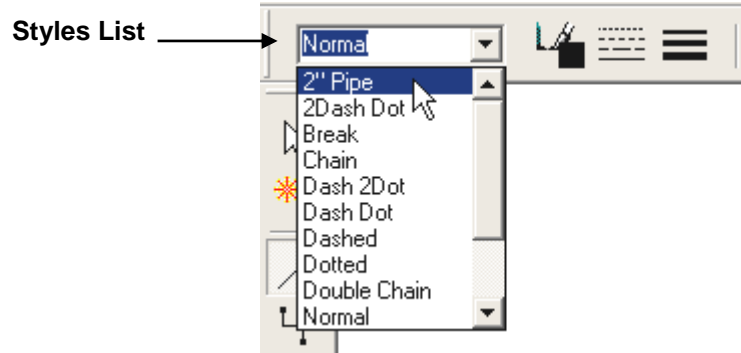 Styles List
Normal
2" Pipe
2Dash Dot
Break
Chain
Dash 2Dot
Dash Dot
Dashed
Dotted
Double Chain
Normal